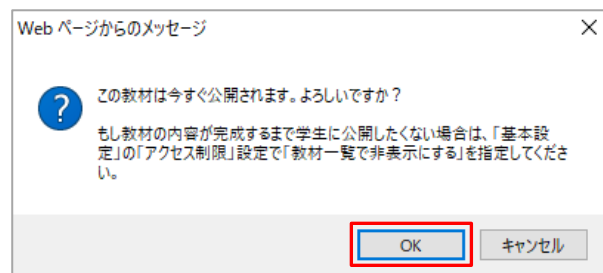 Web ページからのメッセージ
この教材は今すぐ公開されます。よろしいですか？
もし教材の内容が完成するまで学生に公開したくない場合は、「基本設
定」の「アクセス制限」設定で「教材一覧で非表示にする」を指定してくださ
い。
OK
キャンセル